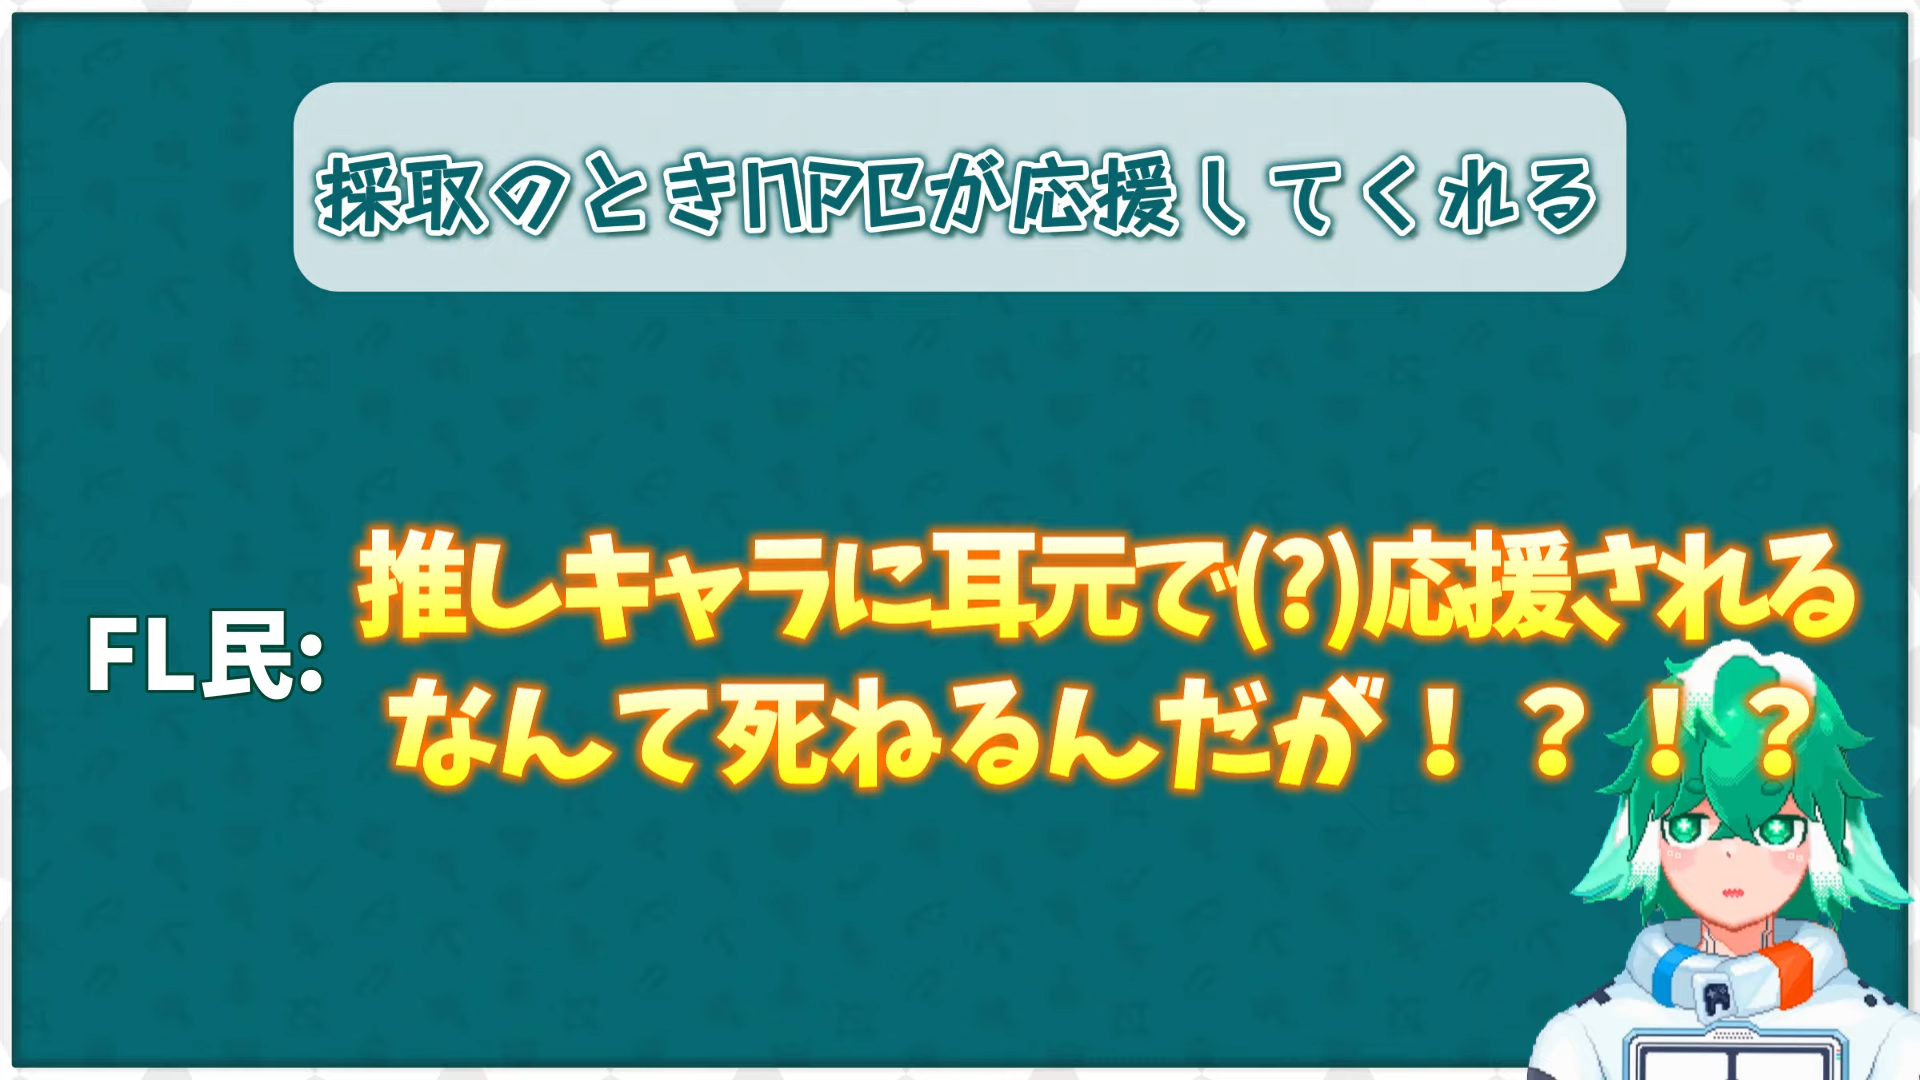 採取のときNPCが応援してくれる
FL民:
推しキャラに耳元で(?)応援される
なんて死ねるんだが！？！？